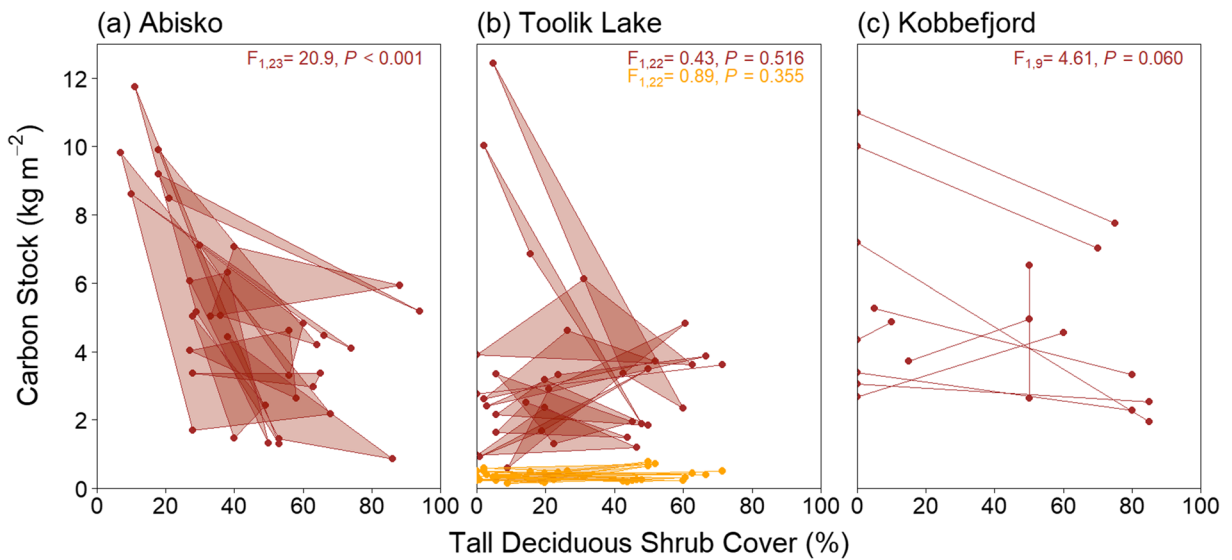 (a) Abisko
(b) Toolik Lake
(c) Kobbefjord
F1,23= 20.9, P < 0.001
F1,22= 0.43, P = 0.516
F1,22= 0.89, P = 0.355
F1,9= 4.61, P = 0.060
Carbon Stock (kg m−2)
12
10
8
6
4
2
0
0 20 40 60 80 100
0 20 40 60 80 100
0 20 40 60 80 100
Tall Deciduous Shrub Cover (%)